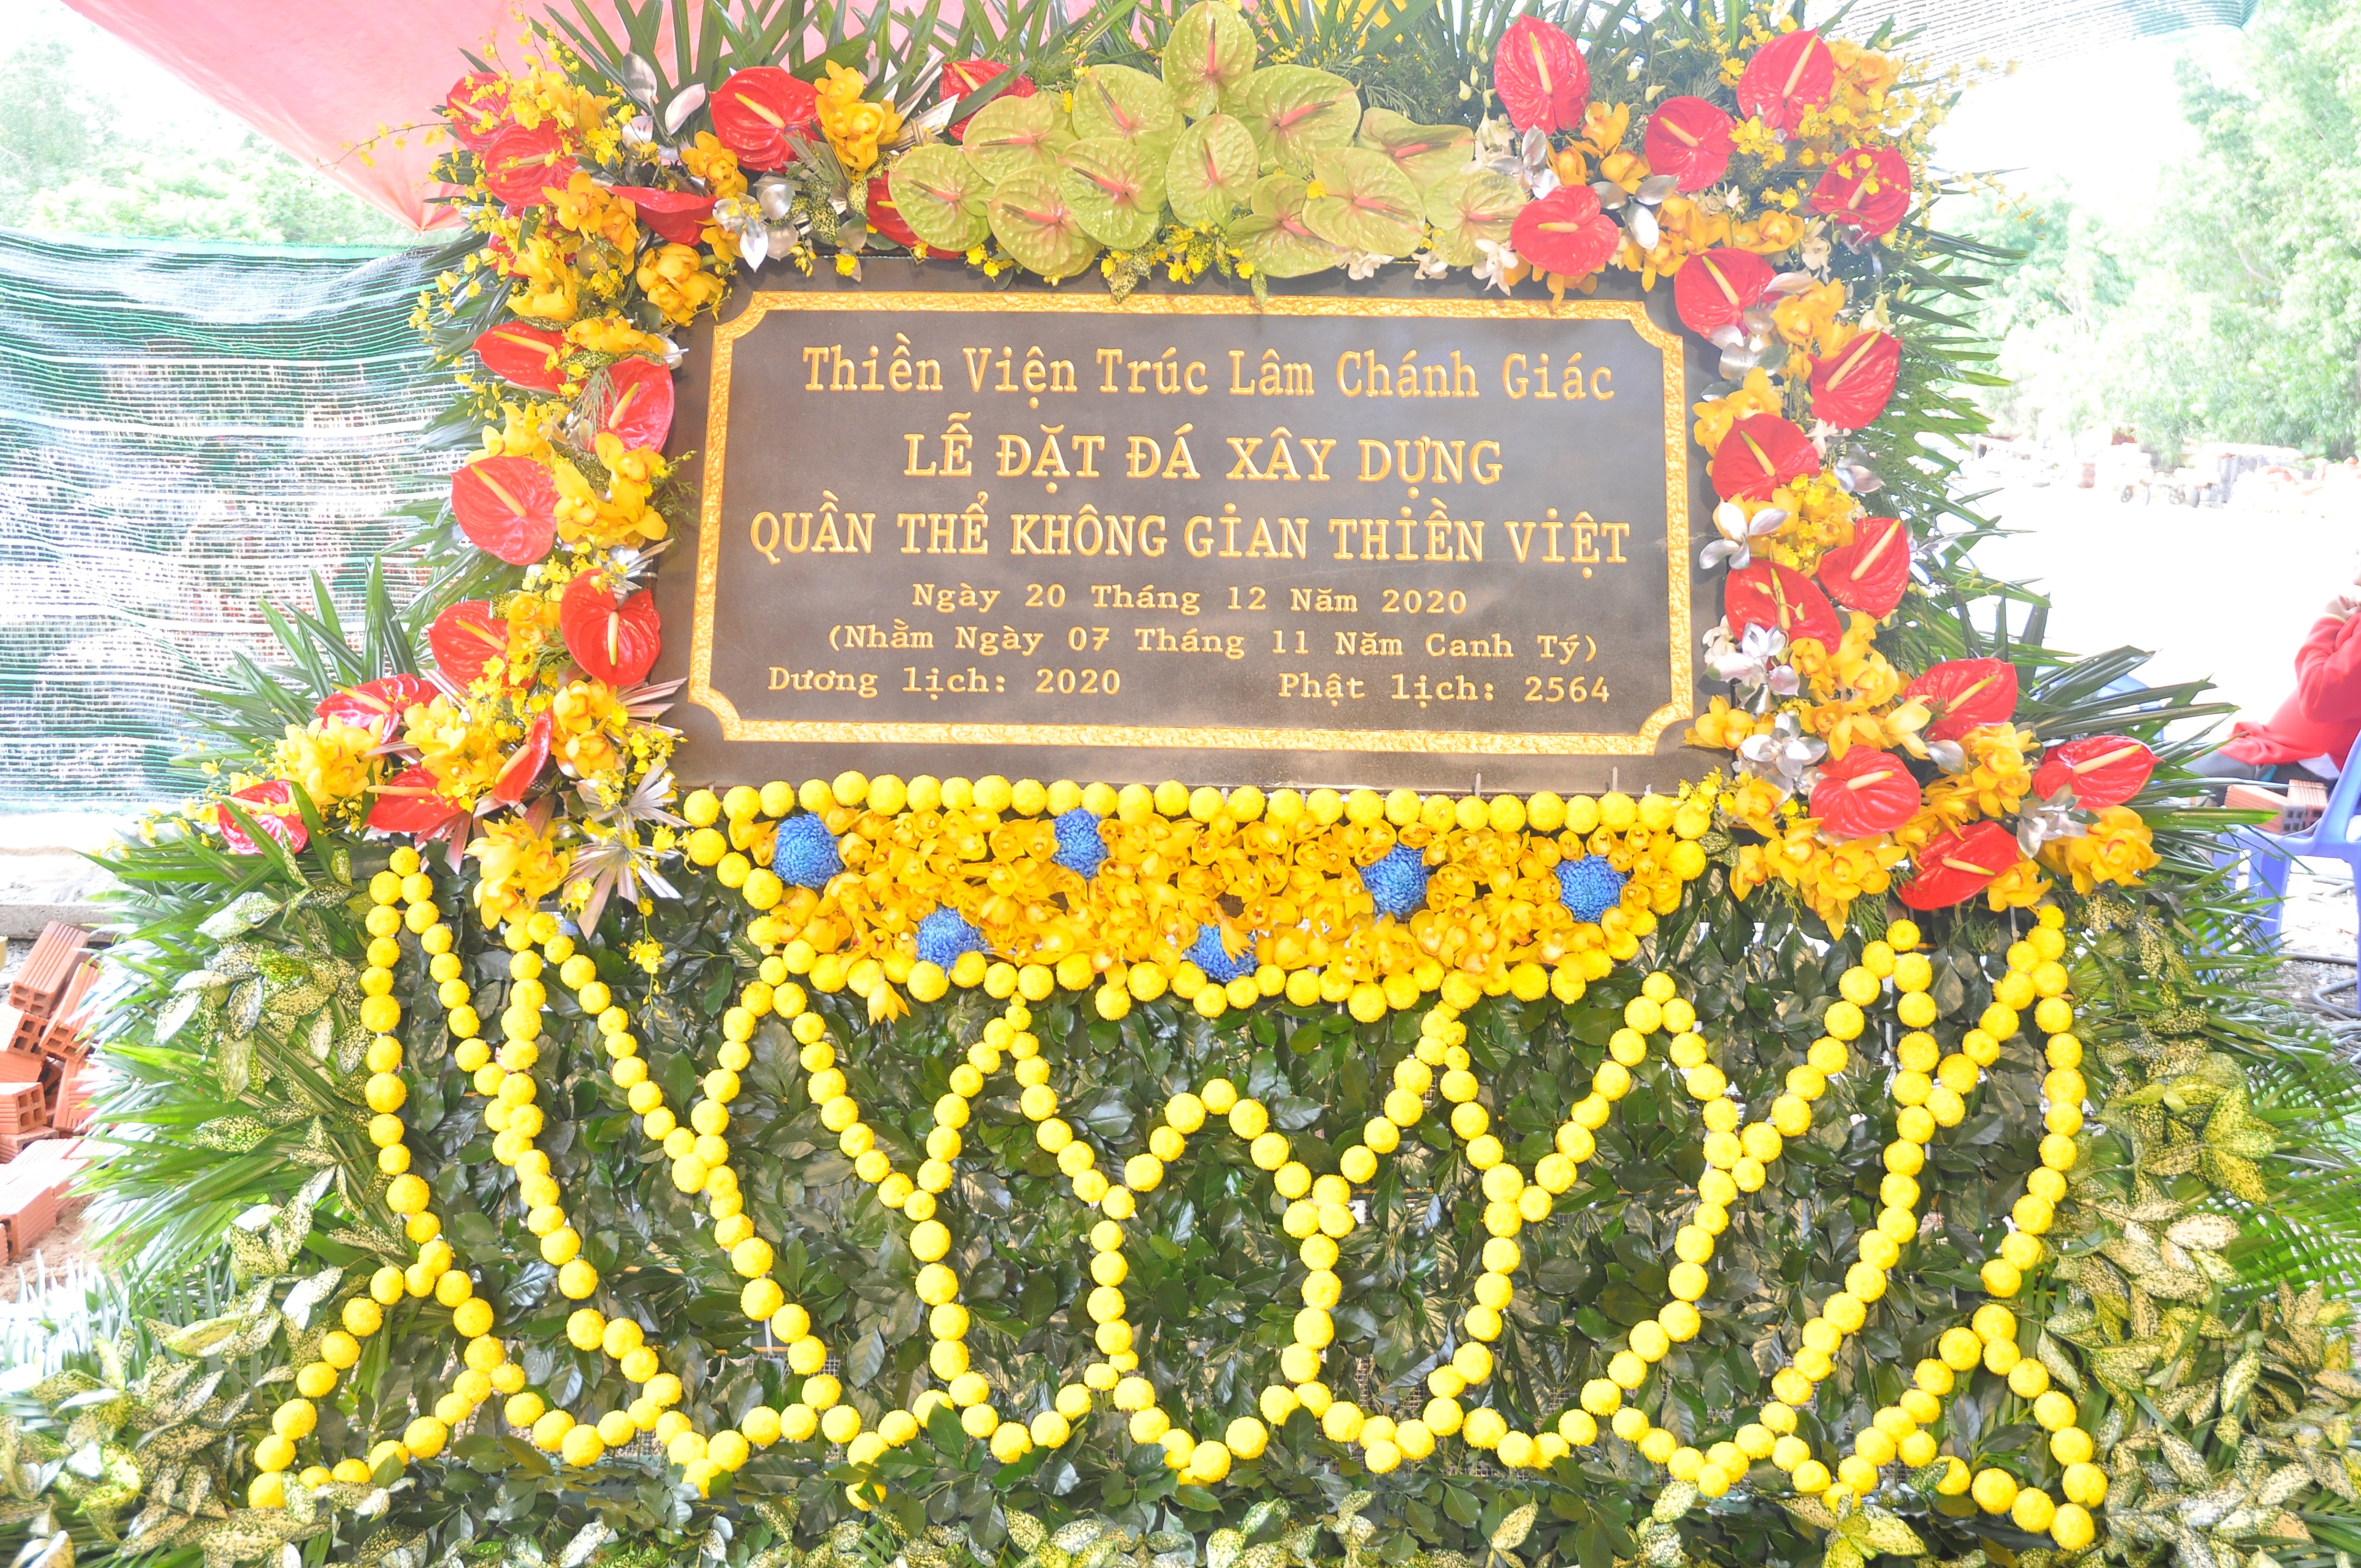 Thiền Viện Trúc Lâm Chánh Giác
LỄ ĐẶT ĐÁ XÂY DỰNG
QUẦN THỂ KHÔNG GIAN THIỀN VIỆT
Ngày 20 Tháng 12 Năm 2020
(Nhằm Ngày 07 Tháng 11 Năm Canh Tý)
Dương lịch: 2020 Phật lịch: 2564